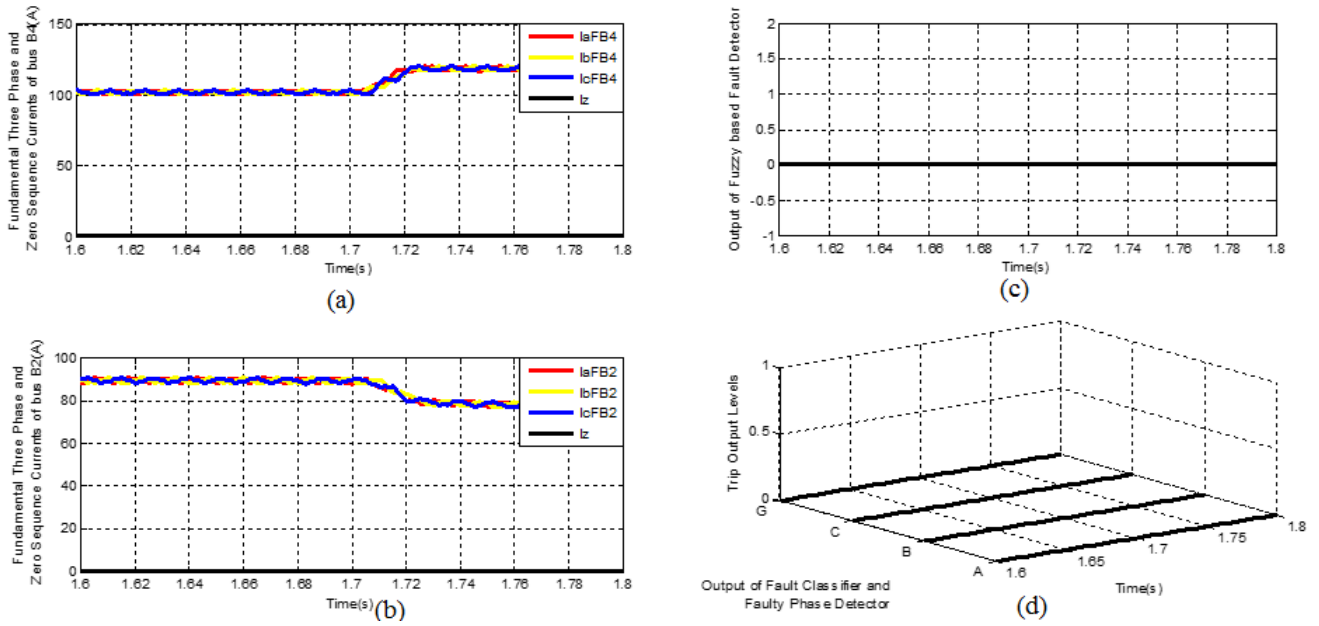 Fundamental Three Phase and
Zero Sequence Currents of bus B4(A)
150
100
50
0
1.6 1.62 1.64 1.66 1.68 1.7 1.72 1.74 1.76 1.78 1.8
Time(s)
IaFB4
IbFB4
IcFB4
Iz
(a)
Output of Fuzzy based Fault Detector
2
1.5
1
0.5
0
-0.5
-1
1.6 1.62 1.64 1.66 1.68 1.7 1.72 1.74 1.76 1.78 1.8
Time(s)
(c)
Fundamental Three Phase and
Zero Sequence Currents of bus B2(A)
100
80
60
40
20
0
1.6 1.62 1.64 1.66 1.68 1.7 1.72 1.74 1.76 1.78 1.8
Time(s)
IaFB2
IbFB2
IcFB2
Iz
(b)
Trip Output Levels
1
0.5
0
G
C
B
A
1.6
1.65
1.7
1.75
1.8
Time(s)
Output of Fault Classifier and
Faulty Phase Detector
(d)